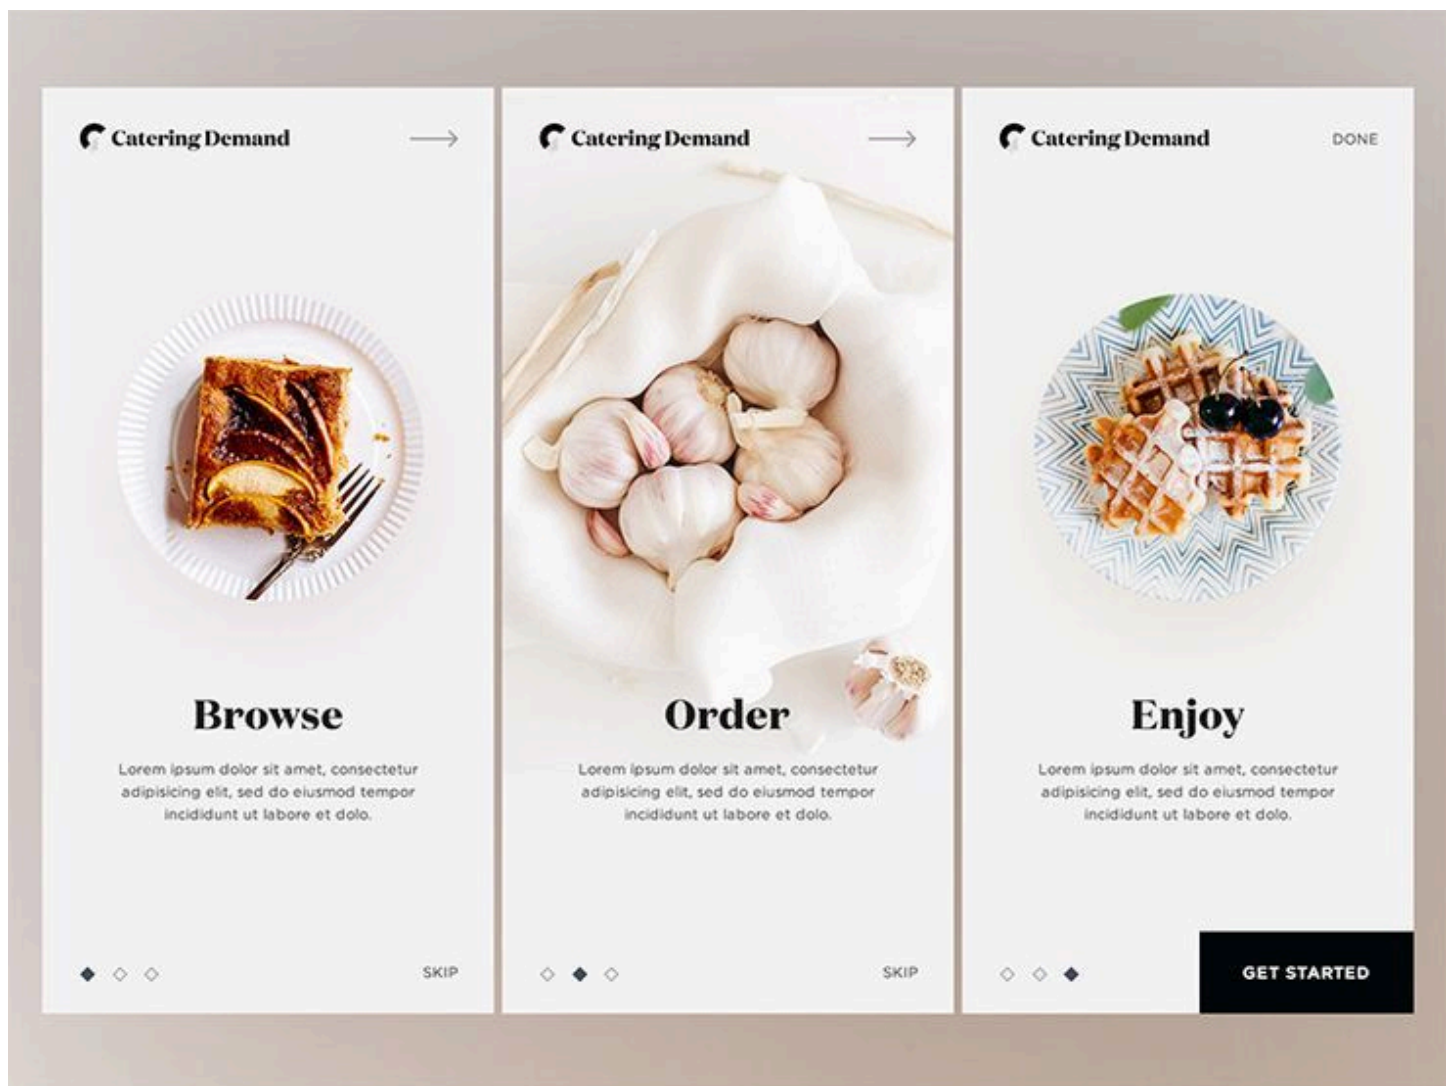 Catering Demand
Browse
Lorem ipsum dolor sit amet, consectetur
adipisicing elit, sed do eiusmod tempor
incididunt ut labore et dolo.
SKIP
Catering Demand
Order
Lorem ipsum dolor sit amet, consectetur
adipisicing elit, sed do eiusmod tempor
incididunt ut labore et dolo.
SKIP
Catering Demand
DONE
Enjoy
Lorem ipsum dolor sit amet, consectetur
adipisicing elit, sed do eiusmod tempor
incididunt ut labore et dolo.
GET STARTED